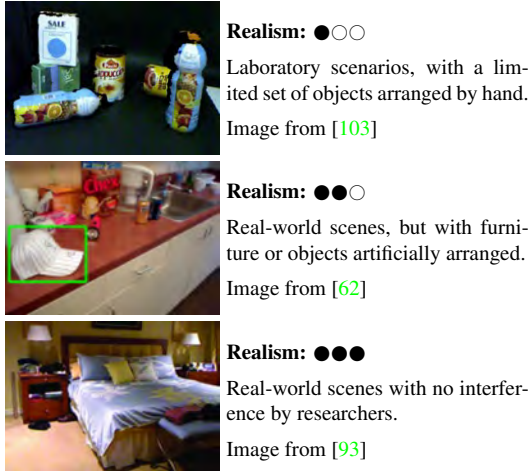 SALE
Cappuccino
Realism: ●○○
Laboratory scenarios, with a lim-
ited set of objects arranged by hand.
Image from [103]
Realism: ●●○
Real-world scenes, but with furni-
ture or objects artificially arranged.
Image from [62]
Realism: ●●●
Real-world scenes with no interfer-
ence by researchers.
Image from [93]